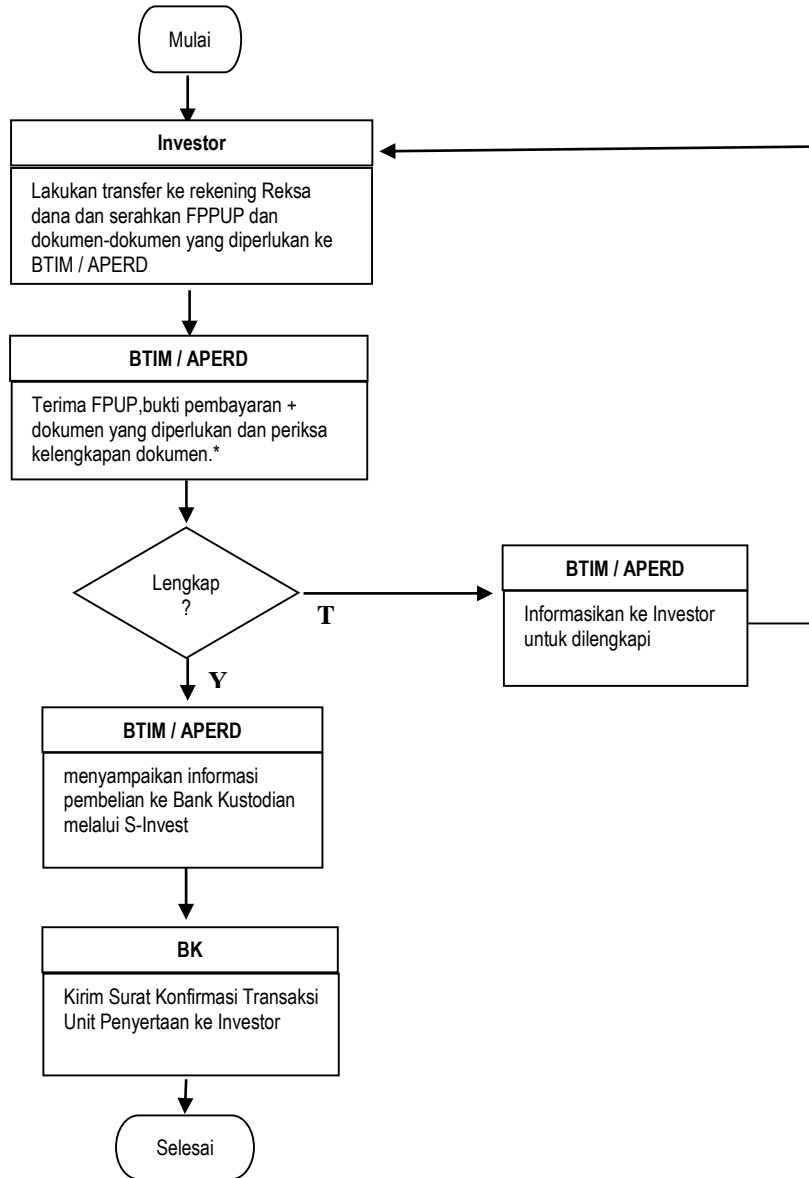 Mulai
Investor
Lakukan transfer ke rekening Reksa
dana dan serahkan FPPUP dan
dokumen-dokumen yang diperlukan ke
BTIM / APERD
BTIM / APERD
Terima FPUP,bukti pembayaran +
dokumen yang diperlukan dan periksa
kelengkapan dokumen.*
Lengkap
?
T
BTIM / APERD
Informasikan ke Investor
untuk dilengkapi
Y
BTIM / APERD
menyampaikan informasi
pembelian ke Bank Kustodian
melalui S-Invest
BK
Kirim Surat Konfirmasi Transaksi
Unit Penyertaan ke Investor
Selesai